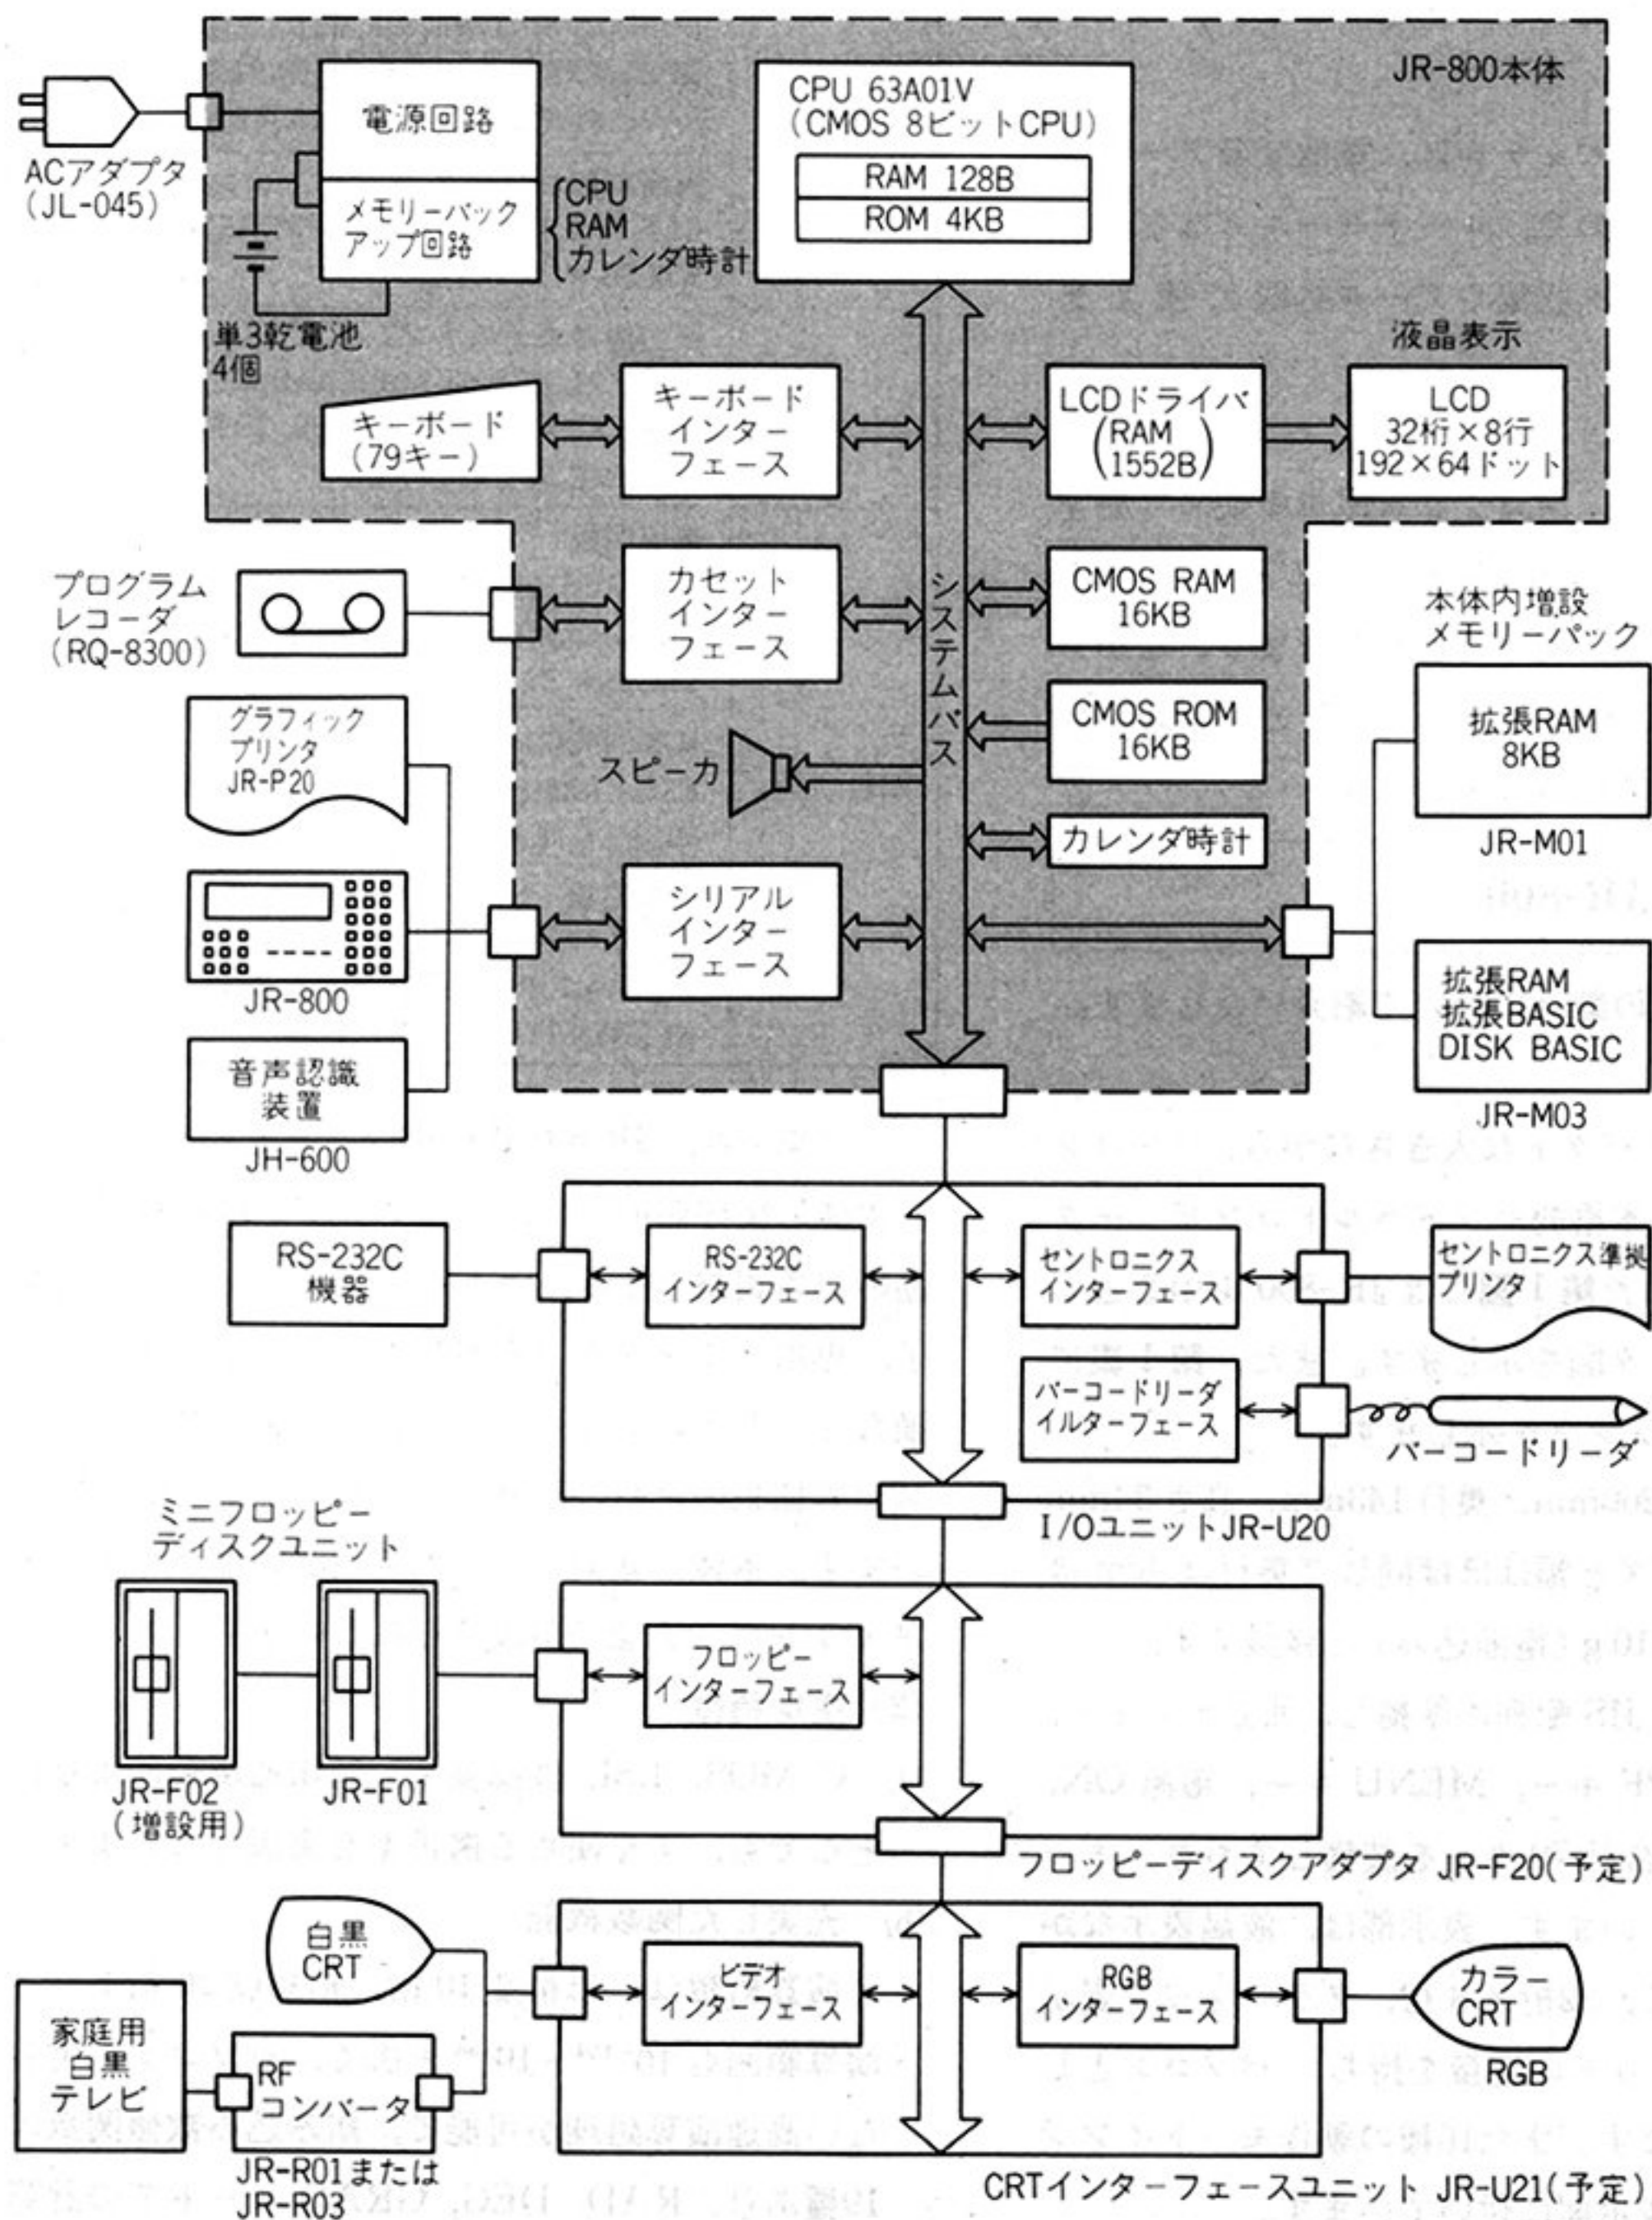 JR-800本体
電源回路
メモリーバック
アップ回路
CPU
RAM
カレンダ時計
ACアダプタ
(JL-045)
単3乾電池
4個
CPU 63A01V
(CMOS 8ビットCPU)
RAM 128B
ROM 4KB
キーボード
(79キー)
キーボード
インター
フェース
LCDドライバ
(RAM
1552B)
液晶表示
LCD
32桁×8行
192×64ドット
プログラム
レコーダ
(RQ-8300)
カセット
インター
フェース
システムバス
CMOS RAM
16KB
CMOS ROM
16KB
カレンダ時計
スピーカ
本体内増設
メモリーパック
拡張RAM
8KB
JR-M01
拡張RAM
拡張BASIC
DISK BASIC
JR-M03
グラフィック
プリンタ
JR-P20
JR-800
音声認識
装置
JH-600
シリアル
インター
フェース
RS-232C
機器
RS-232C
インターフェース
セントロニクス
インターフェース
セントロニクス準拠
プリンタ
バーコードリーダ
イルターフェース
バーコードリーダ
I/OユニットJR-U20
ミニフロッピー
ディスクユニット
JR-F02
(増設用)
JR-F01
フロッピー
インターフェース
フロッピーディスクアダプタ JR-F20(予定)
白黒
CRT
家庭用
白黒
テレビ
RF
コンバータ
JR-R01または
JR-R03
ビデオ
インターフェース
RGB
インターフェース
カラー
CRT
RGB
CRTインターフェースユニット JR-U21(予定)